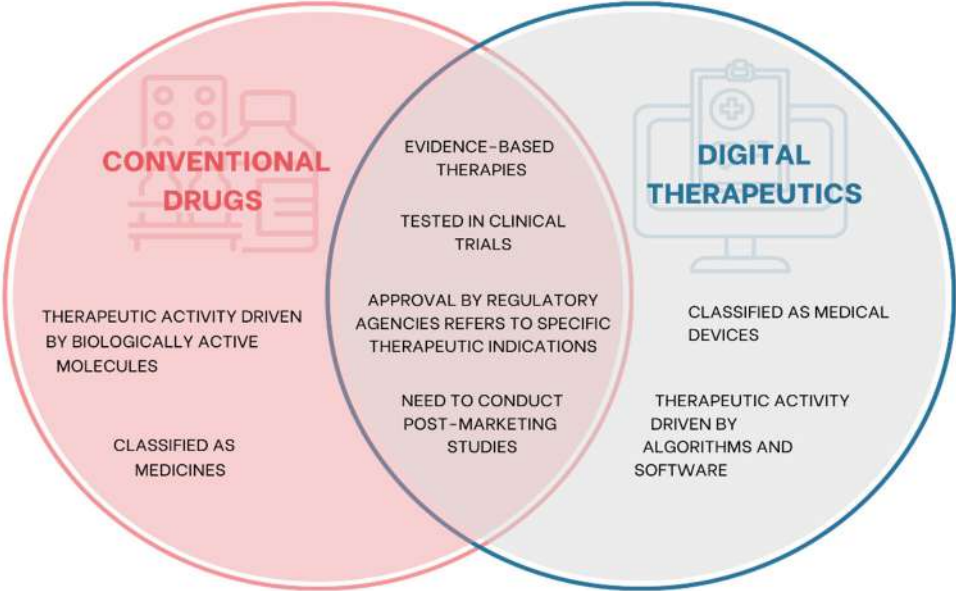 CONVENTIONAL
DRUGS
THERAPEUTIC ACTIVITY DRIVEN
BY BIOLOGICALLY ACTIVE
MOLECULES
CLASSIFIED AS
MEDICINES
EVIDENCE-BASED
THERAPIES
TESTED IN CLINICAL
TRIALS
APPROVAL BY REGULATORY
AGENCIES REFERS TO SPECIFIC
THERAPEUTIC INDICATIONS
NEED TO CONDUCT
POST-MARKETING
STUDIES
DIGITAL
THERAPEUTICS
CLASSIFIED AS MEDICAL
DEVICES
THERAPEUTIC ACTIVITY
DRIVEN BY
ALGORITHMS AND
SOFTWARE